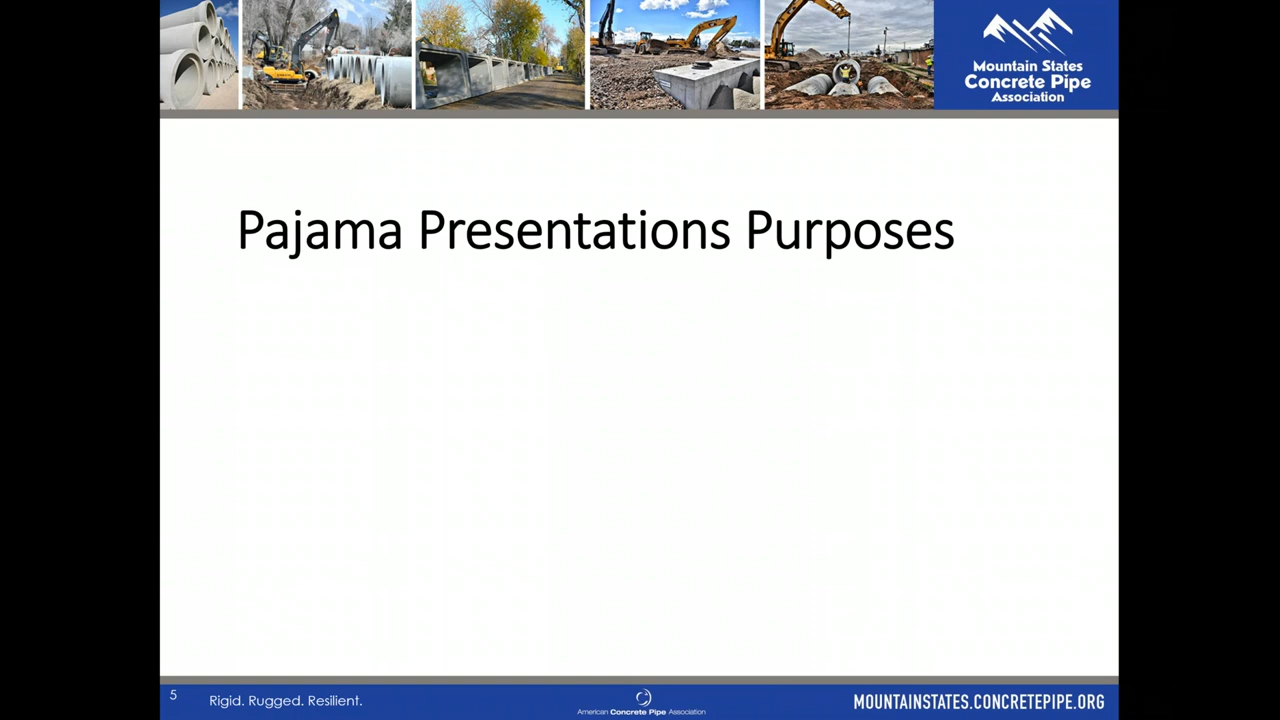 Mountain States
Concrete Pipe
Association
Pajama Presentations Purposes
5
Rigid. Rugged. Resilient.
American Concrete Pipe Association
MOUNTAINSTATES.CONCRETEPIPE.ORG